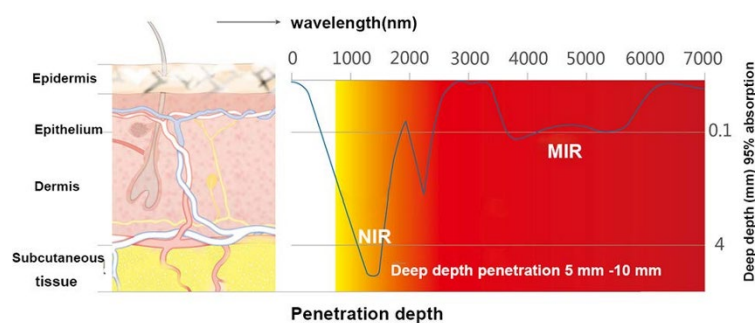 wavelength(nm)
0 1000 2000 3000 4000 5000 6000 7000
Epidermis
Epithelium
Dermis
Subcutaneous
tissue
0.1
4
Deep depth (mm) 95% absorption
MIR
NIR
Deep depth penetration 5 mm -10 mm
Penetration depth